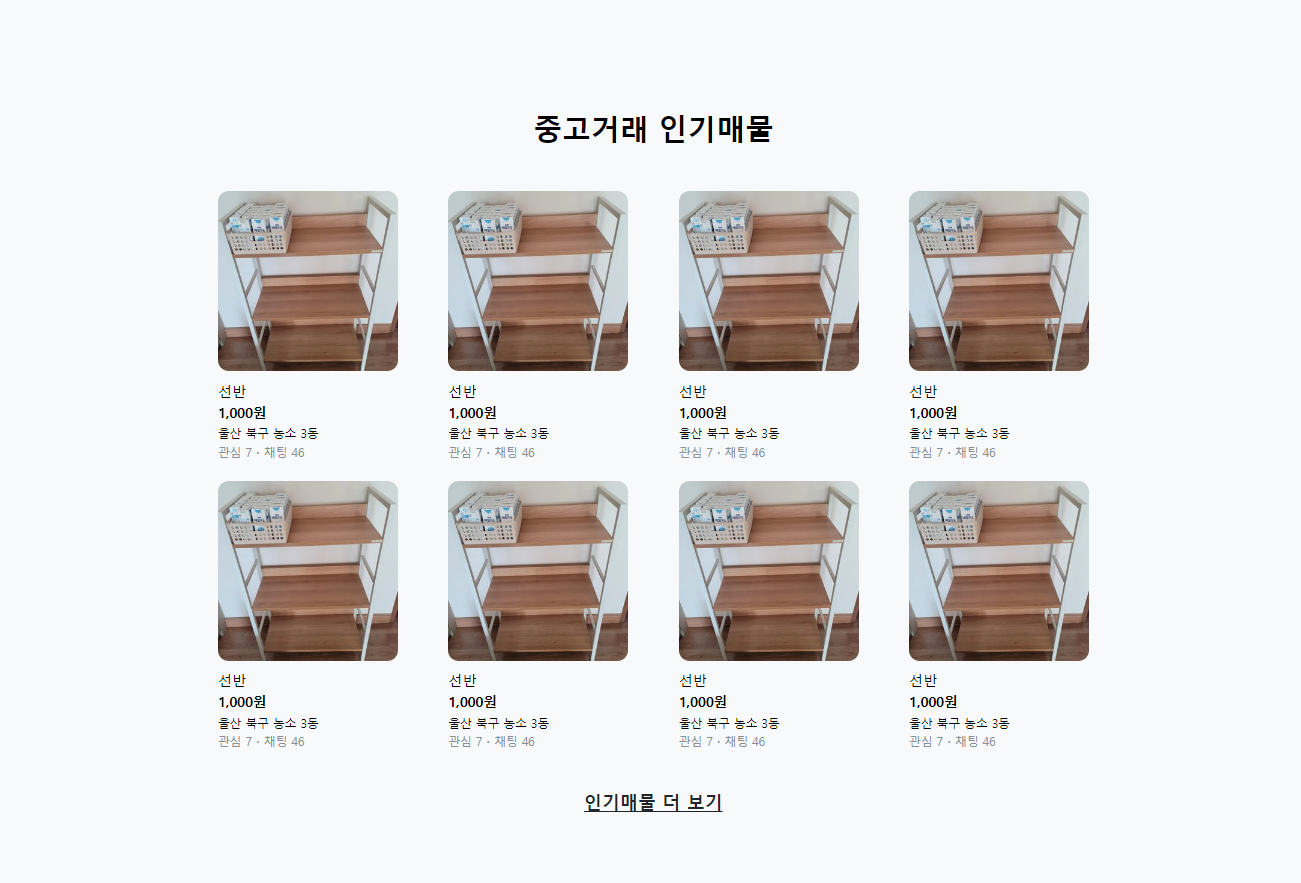 중고거래 인기매물
선반
1,000원
울산 북구 농소 3동
관심 7 · 채팅 46
선반
1,000원
울산 북구 농소 3동
관심 7 · 채팅 46
선반
1,000원
울산 북구 농소 3동
관심 7 · 채팅 46
선반
1,000원
울산 북구 농소 3동
관심 7 · 채팅 46
선반
1,000원
울산 북구 농소 3동
관심 7 · 채팅 46
선반
1,000원
울산 북구 농소 3동
관심 7 · 채팅 46
선반
1,000원
울산 북구 농소 3동
관심 7 · 채팅 46
선반
1,000원
울산 북구 농소 3동
관심 7 · 채팅 46
인기매물 더 보기